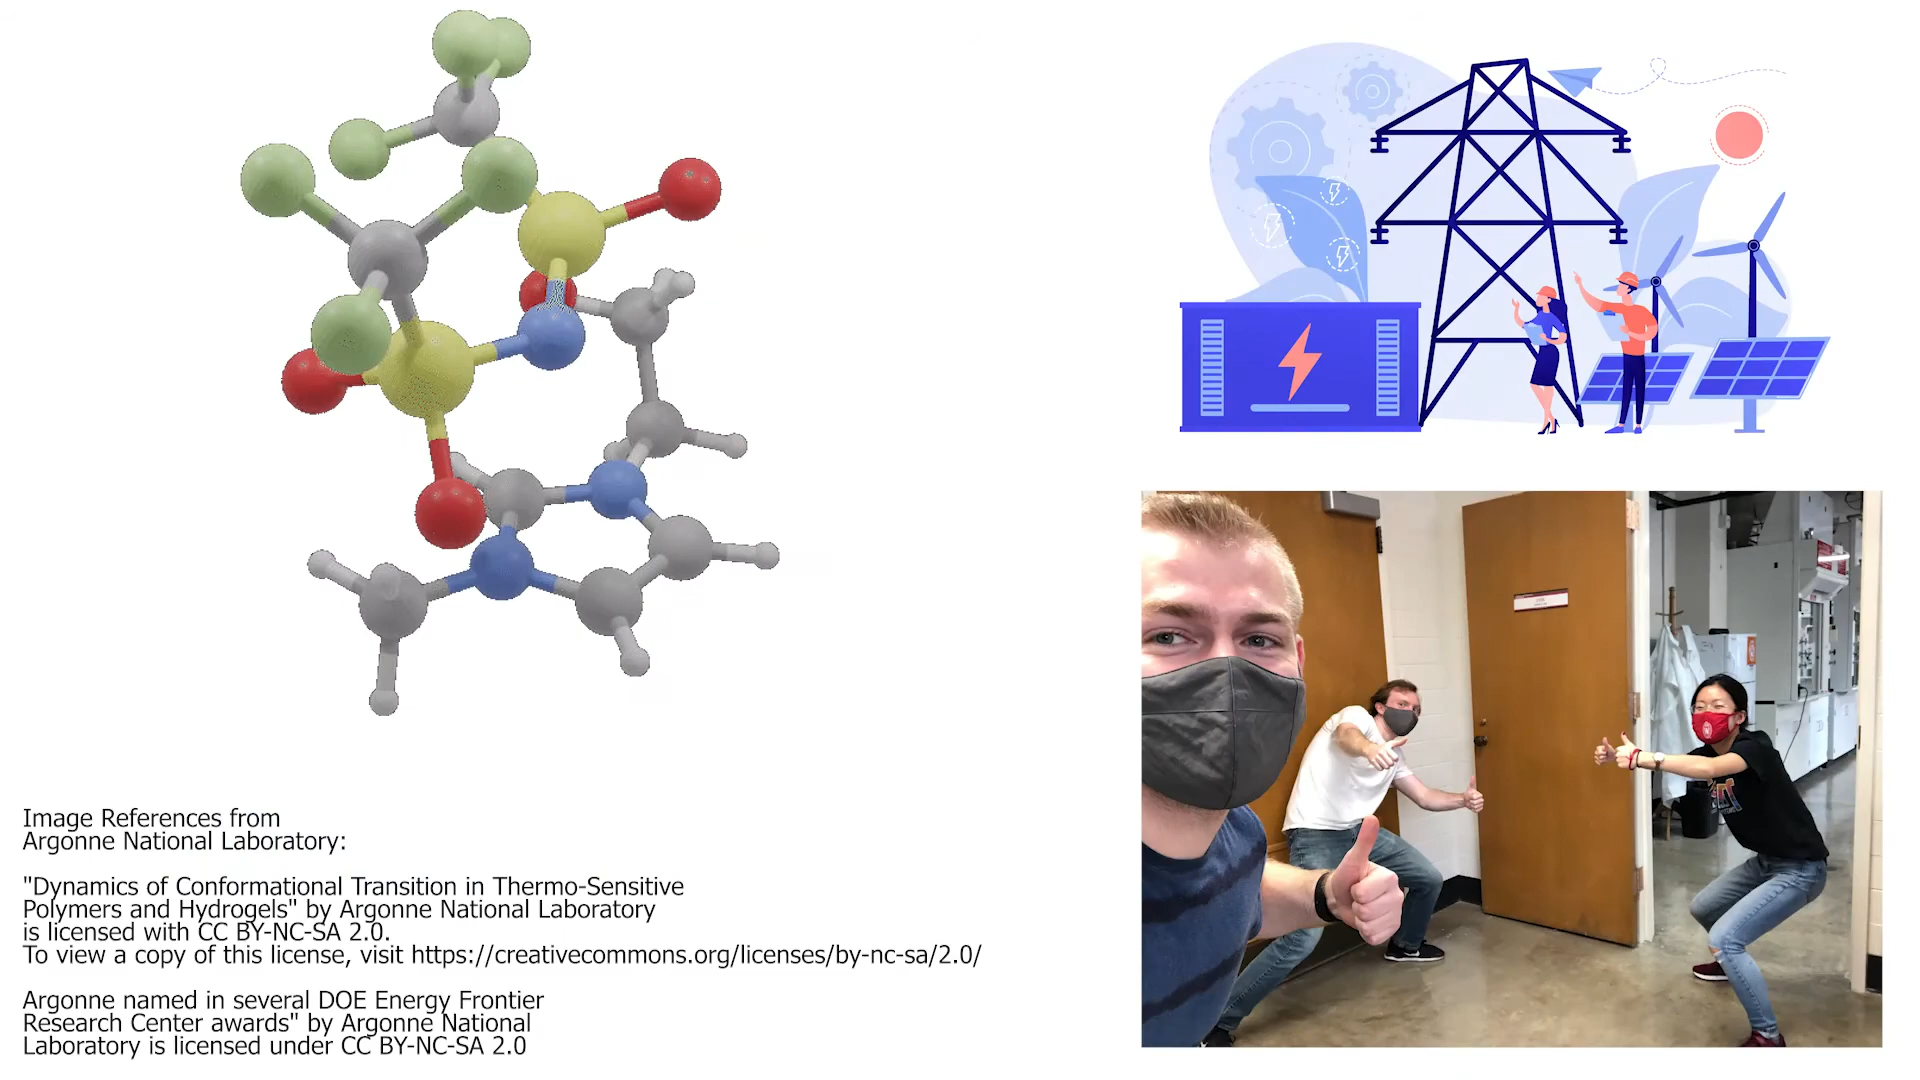 Image References from
Argonne National Laboratory:
"Dynamics of Conformational Transition in Thermo-Sensitive
Polymers and Hydrogels" by Argonne National Laboratory
is licensed with CC BY-NC-SA 2.0.
To view a copy of this license, visit https://creativecommons.org/licenses/by-nc-sa/2.0/
Argonne named in several DOE Energy Frontier
Research Center awards" by Argonne National
Laboratory is licensed under CC BY-NC-SA 2.0